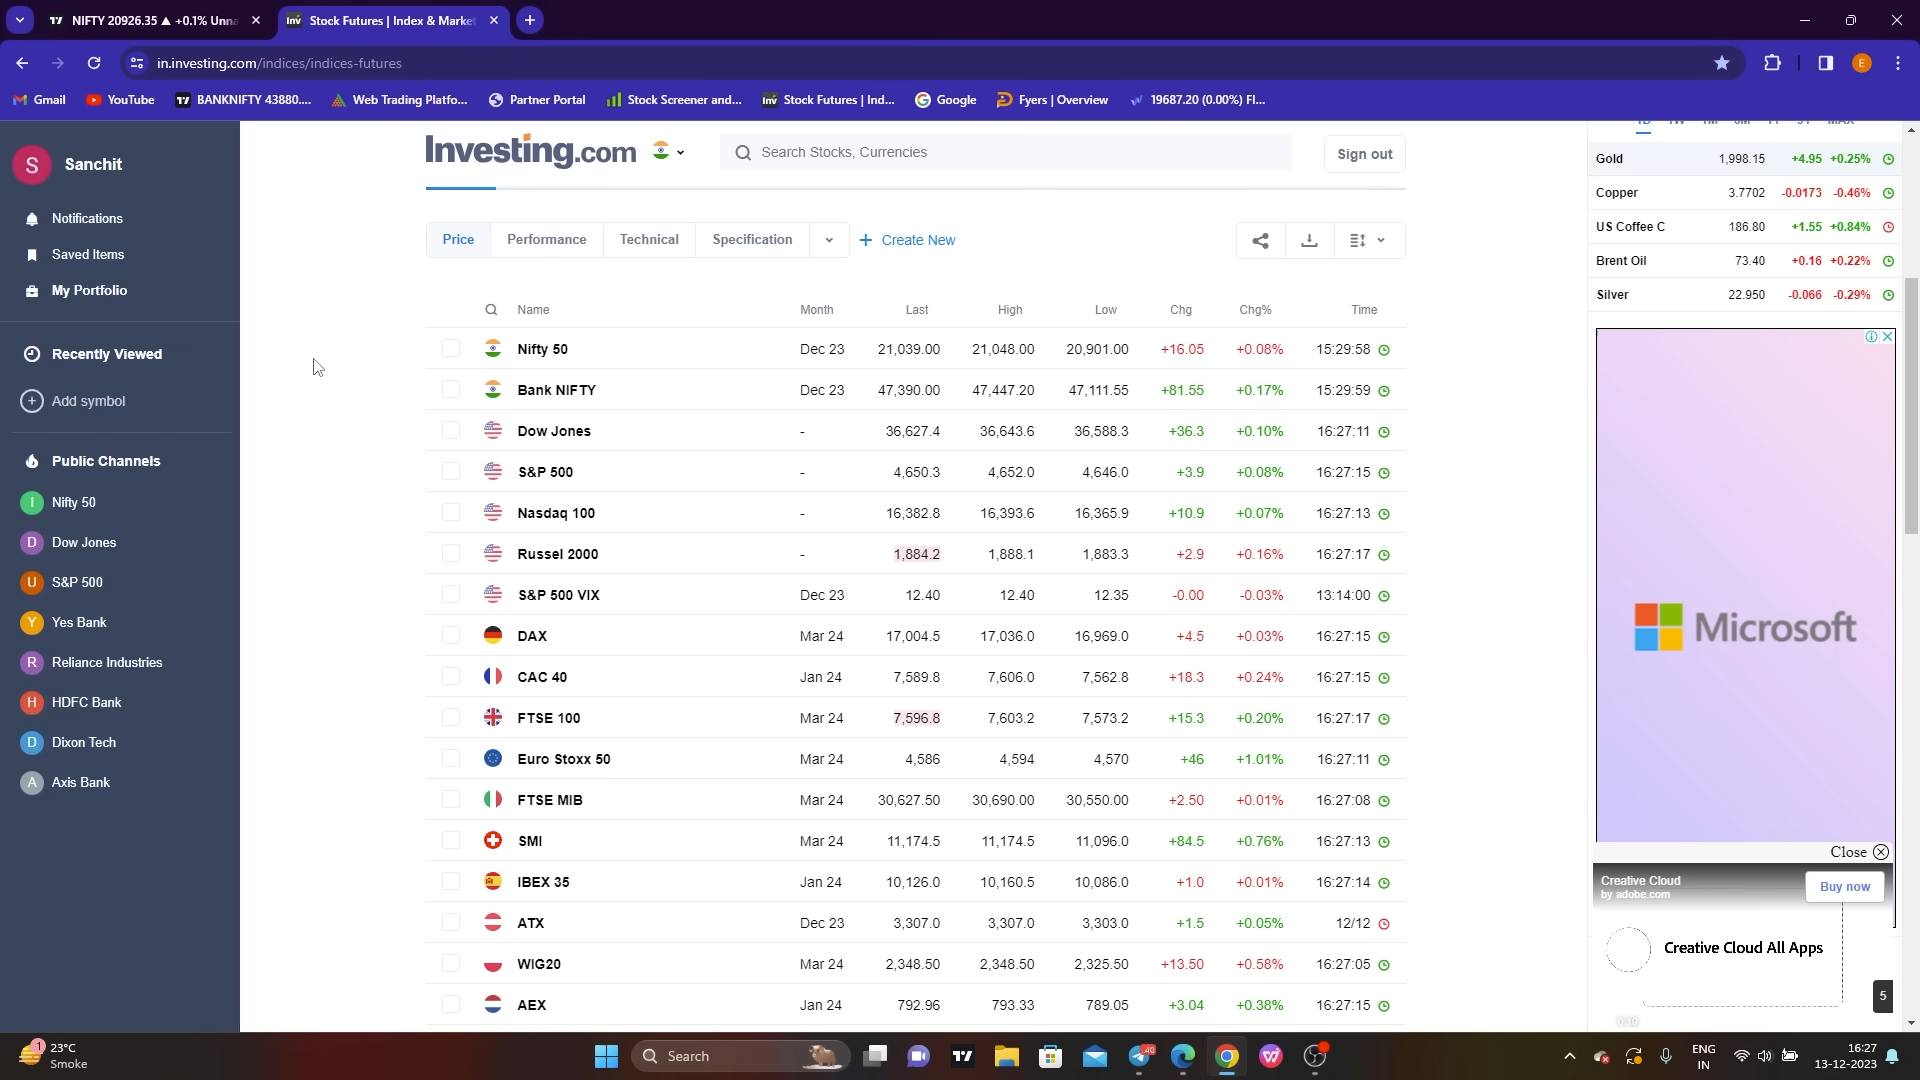 NIFTY 20926.35 ▲ +0.1% Unna
Stock Futures | Index & Market
in.investing.com/indices/indices-futures
E
Gmail
YouTube
BANKNIFTY 43880....
Web Trading Platfo...
Partner Portal
Stock Screener and...
Stock Futures | Ind...
Google
Fyers | Overview
19687.20 (0.00%) Fl...
S Sanchit
Notifications
Saved Items
My Portfolio
Recently Viewed
Add symbol
Public Channels
I Nifty 50
D Dow Jones
U S&P 500
Y Yes Bank
R Reliance Industries
H HDFC Bank
D Dixon Tech
A Axis Bank
Investing.com
Search Stocks, Currencies
Sign out
Price Performance Technical Specification + Create New
Name Month Last High Low Chg Chg% Time
Nifty 50 Dec 23 21,039.00 21,048.00 20,901.00 +16.05 +0.08% 15:29:58
Bank NIFTY Dec 23 47,390.00 47,447.20 47,111.55 +81.55 +0.17% 15:29:59
Dow Jones - 36,627.4 36,643.6 36,588.3 +36.3 +0.10% 16:27:11
S&P 500 - 4,650.3 4,652.0 4,646.0 +3.9 +0.08% 16:27:15
Nasdaq 100 - 16,382.8 16,393.6 16,365.9 +10.9 +0.07% 16:27:13
Russel 2000 - 1,884.2 1,888.1 1,883.3 +2.9 +0.16% 16:27:17
S&P 500 VIX Dec 23 12.40 12.40 12.35 -0.00 -0.03% 13:14:00
DAX Mar 24 17,004.5 17,036.0 16,969.0 +4.5 +0.03% 16:27:15
CAC 40 Jan 24 7,589.8 7,606.0 7,562.8 +18.3 +0.24% 16:27:15
FTSE 100 Mar 24 7,596.8 7,603.2 7,573.2 +15.3 +0.20% 16:27:17
Euro Stoxx 50 Mar 24 4,586 4,594 4,570 +46 +1.01% 16:27:11
FTSE MIB Mar 24 30,627.50 30,690.00 30,550.00 +2.50 +0.01% 16:27:08
SMI Mar 24 11,174.5 11,174.5 11,096.0 +84.5 +0.76% 16:27:13
IBEX 35 Jan 24 10,126.0 10,160.5 10,086.0 +1.0 +0.01% 16:27:14
ATX Dec 23 3,307.0 3,307.0 3,303.0 +1.5 +0.05% 12/12
WIG20 Mar 24 2,348.50 2,348.50 2,325.50 +13.50 +0.58% 16:27:05
AEX Jan 24 792.96 793.33 789.05 +3.04 +0.38% 16:27:15
Gold 1,998.15 +4.95 +0.25%
Copper 3.7702 -0.0173 -0.46%
US Coffee C 186.80 +1.55 +0.84%
Brent Oil 73.40 +0.16 +0.22%
Silver 22.950 -0.066 -0.29%
Microsoft
Close
Creative Cloud
by adobe.com
Buy now
Creative Cloud All Apps
5
1
23°C
Smoke
Search
40
ENG
IN
16:27
13-12-2023